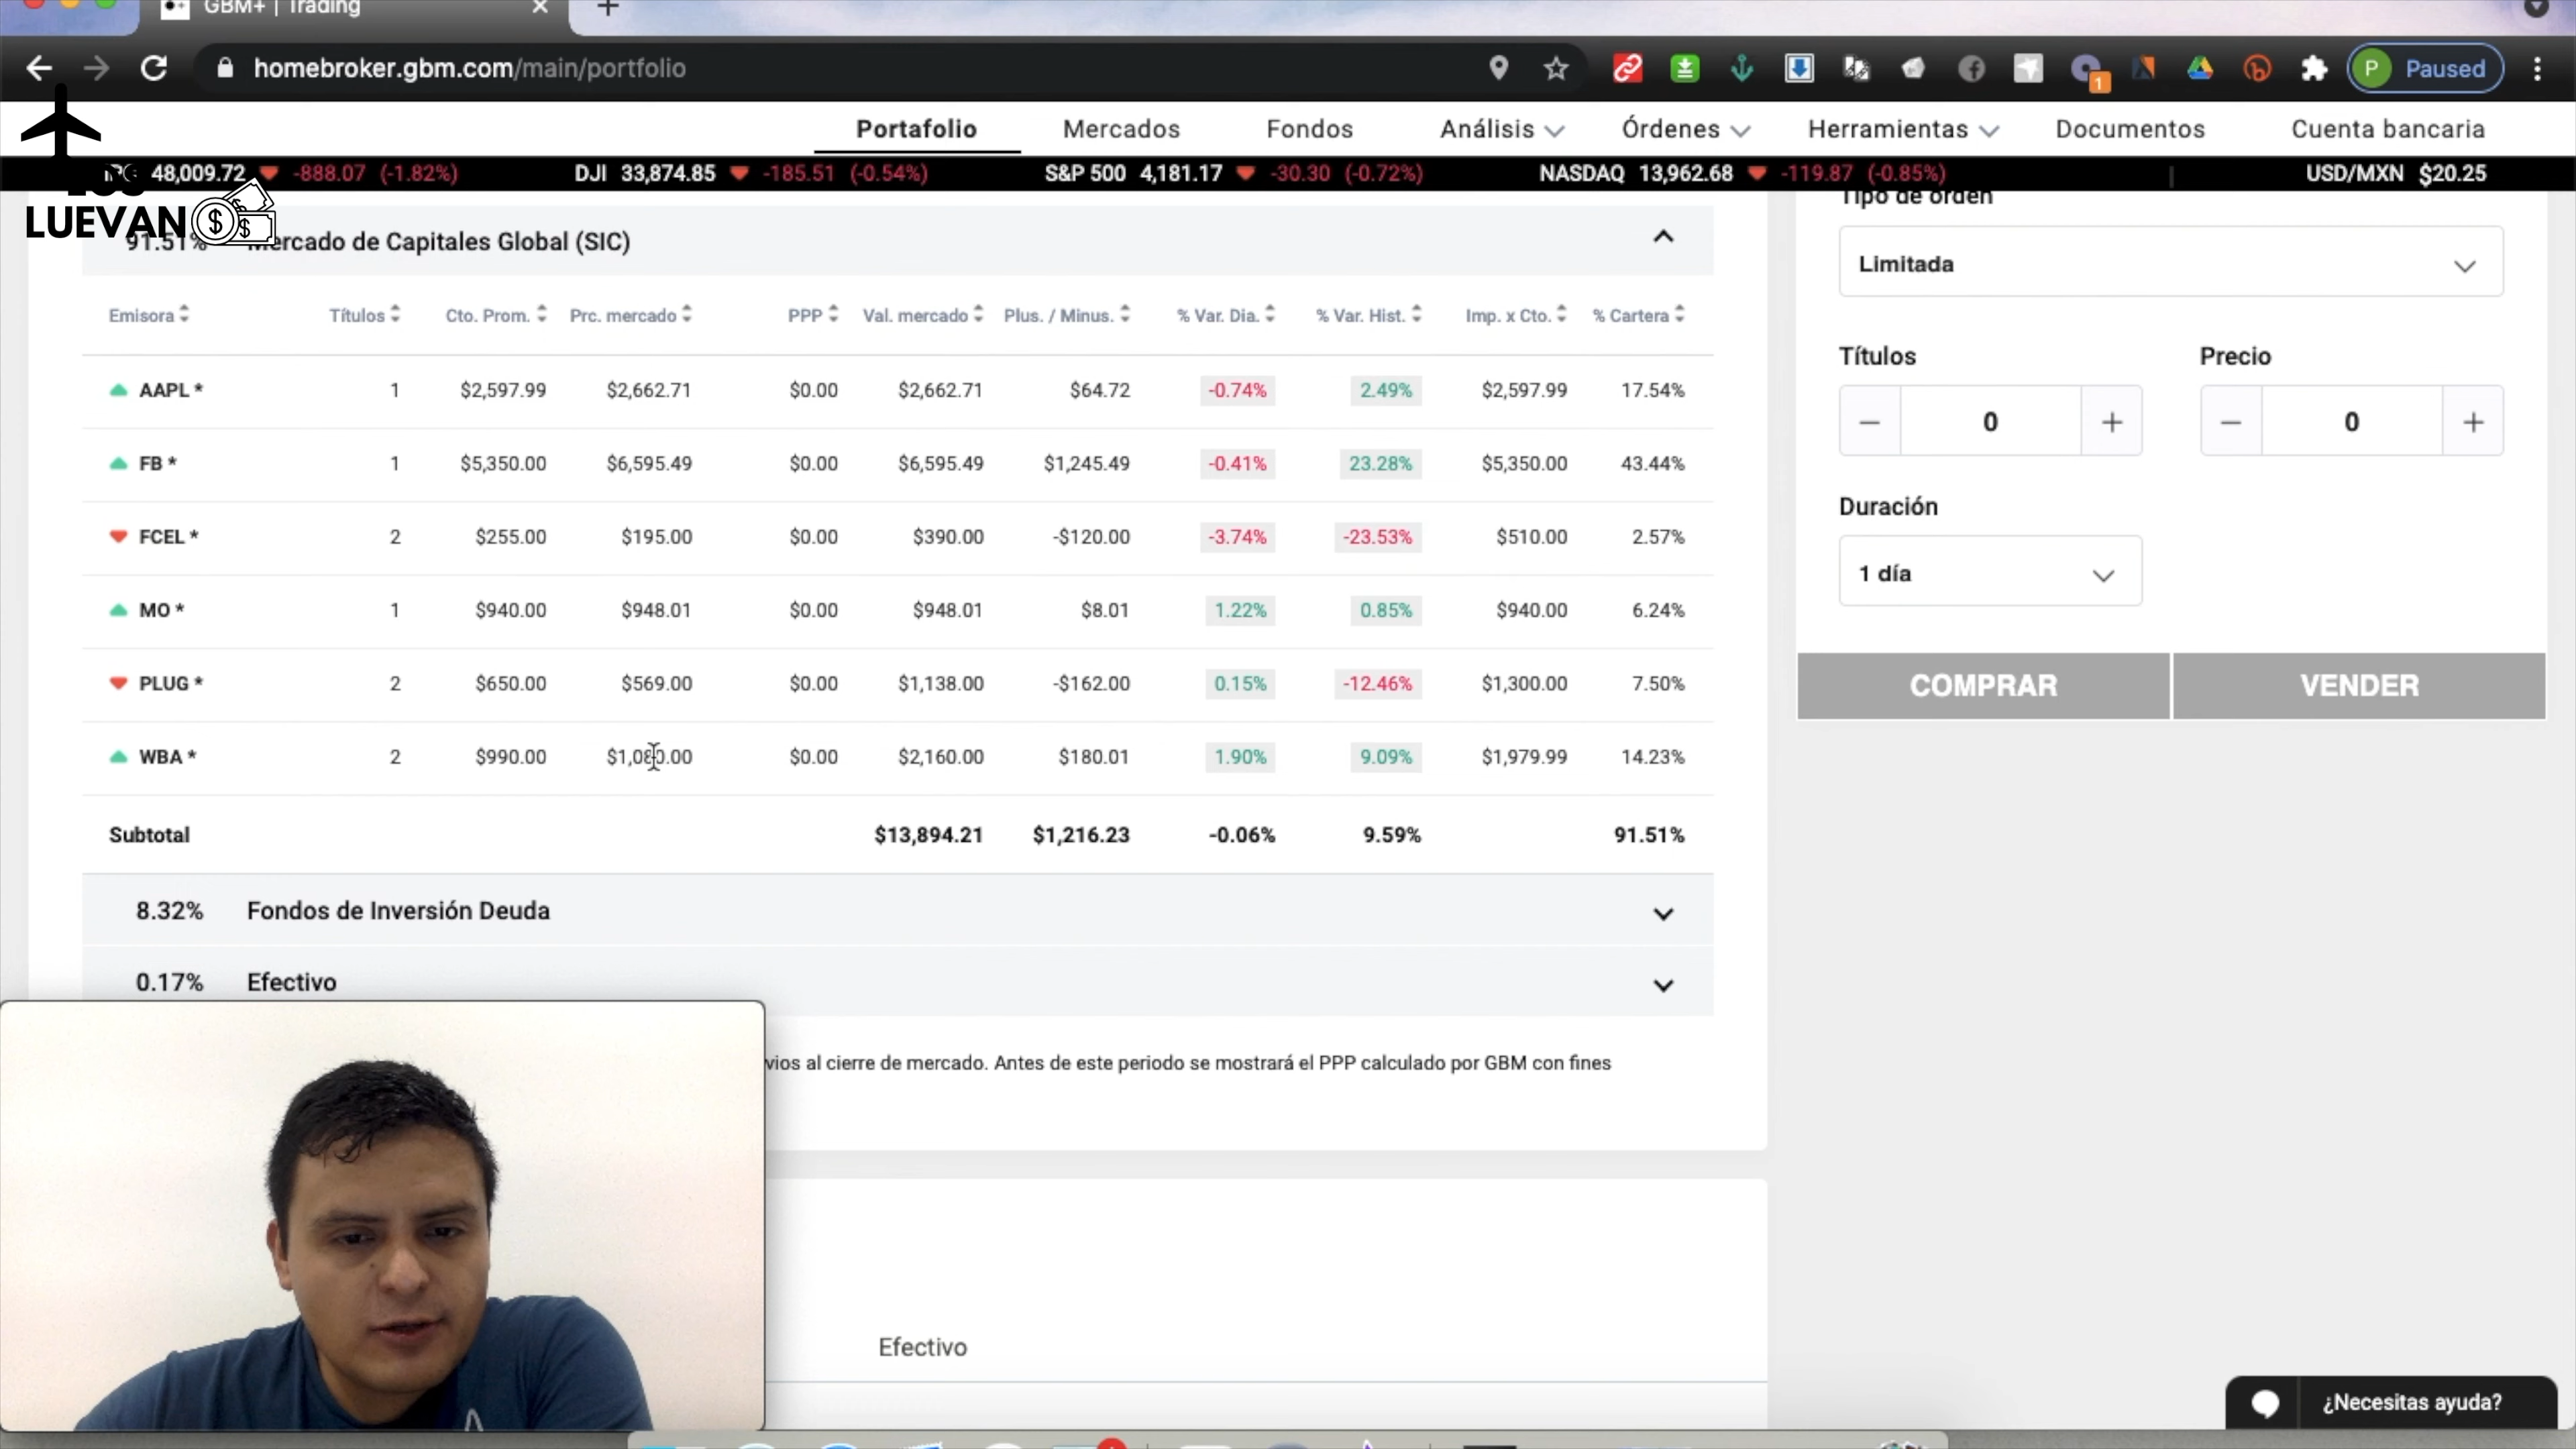 GBM+ | Trading
homebroker.gbm.com/main/portfolio
1
P Paused
Portafolio Mercados Fondos Análisis Órdenes Herramientas Documentos Cuenta bancaria
48,009.72 -888.07 (-1.82%) DJI 33,874.85 -185.51 (-0.54%) S&P 500 4,181.17 -30.30 (-0.72%) NASDAQ 13,962.68 -119.87 (-0.85%) USD/MXN $20.25
LUEVAN
91.51% Mercado de Capitales Global (SIC)
Emisora Títulos Cto. Prom. Prc. mercado PPP Val. mercado Plus. / Minus. % Var. Dia. % Var. Hist. Imp. x Cto. % Cartera
AAPL * 1 $2,597.99 $2,662.71 $0.00 $2,662.71 $64.72 -0.74% 2.49% $2,597.99 17.54%
FB * 1 $5,350.00 $6,595.49 $0.00 $6,595.49 $1,245.49 -0.41% 23.28% $5,350.00 43.44%
FCEL * 2 $255.00 $195.00 $0.00 $390.00 -$120.00 -3.74% -23.53% $510.00 2.57%
MO * 1 $940.00 $948.01 $0.00 $948.01 $8.01 1.22% 0.85% $940.00 6.24%
PLUG * 2 $650.00 $569.00 $0.00 $1,138.00 -$162.00 0.15% -12.46% $1,300.00 7.50%
WBA * 2 $990.00 $1,080.00 $0.00 $2,160.00 $180.01 1.90% 9.09% $1,979.99 14.23%
Subtotal $13,894.21 $1,216.23 -0.06% 9.59% 91.51%
8.32% Fondos de Inversión Deuda
0.17% Efectivo
vios al cierre de mercado. Antes de este periodo se mostrará el PPP calculado por GBM con fines
Efectivo
Tipo de orden
Limitada
Títulos Precio
0 0
Duración
1 día
COMPRAR VENDER
¿Necesitas ayuda?